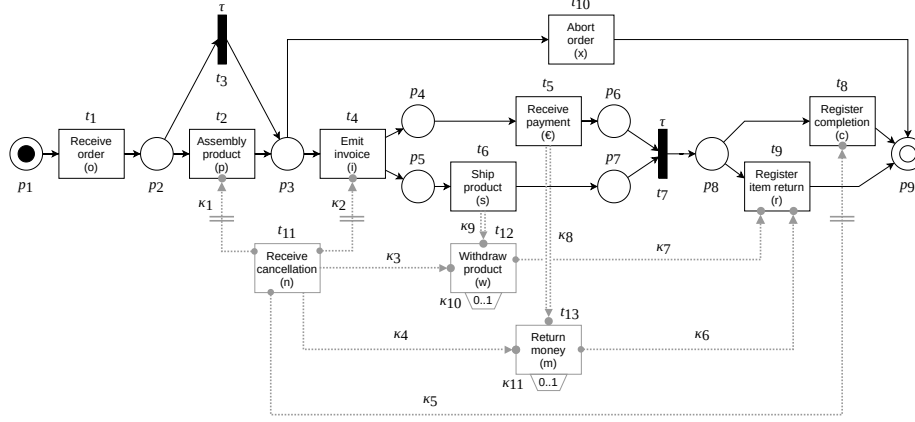 τ
t10
Abort
order
(x)
t3
t1
t2
t4
p4
t5
p6
t8
Receive
order
(o)
Assembly
product
(p)
Emit
invoice
(i)
Receive
payment
(€)
τ
Register
completion
(c)
p1
p2
p3
p5
t6
p7
t7
p8
t9
p9
Ship
product
(s)
Register
item return
(r)
κ1
κ2
κ9
t12
κ8
t11
κ7
Receive
cancellation
(n)
κ3
Withdraw
product
(w)
κ10
0..1
t13
κ4
Return
money
(m)
κ6
κ11
0..1
κ5